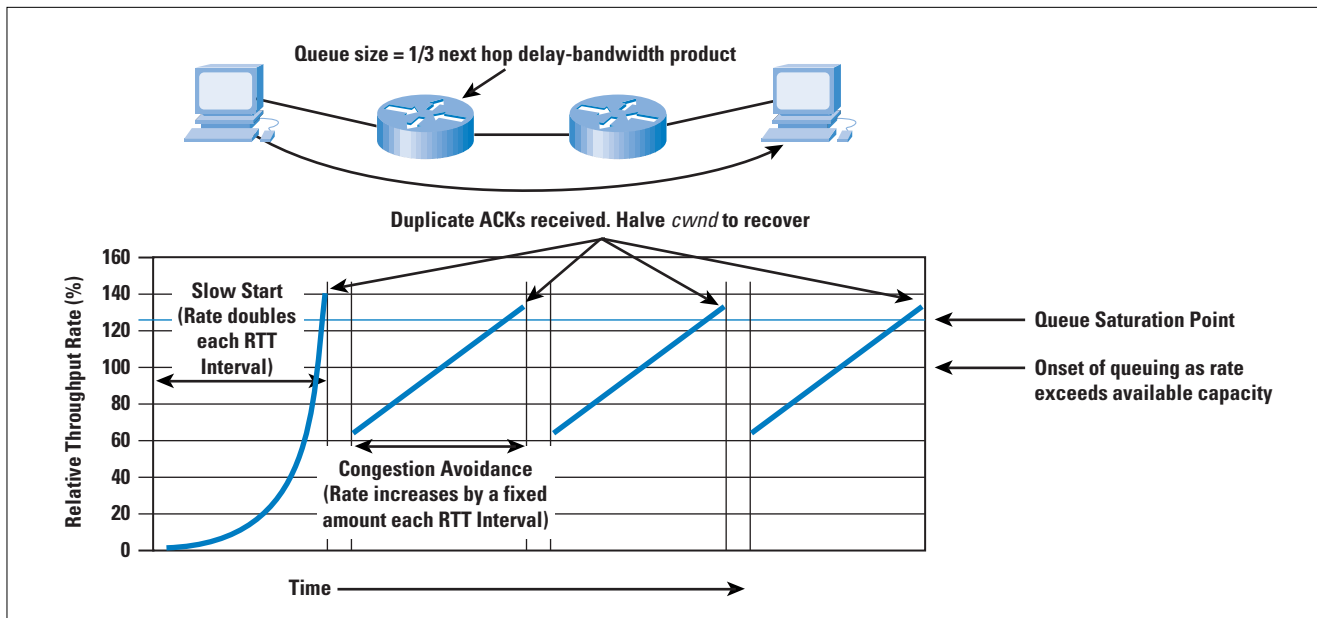 Queue size = 1/3 next hop delay-bandwidth product
Duplicate ACKs received. Halve cwnd to recover
Relative Throughput Rate (%)
160
140
120
100
80
60
40
20
0
Slow Start
(Rate doubles
each RTT
Interval)
Congestion Avoidance
(Rate increases by a fixed
amount each RTT Interval)
Queue Saturation Point
Onset of queuing as rate
exceeds available capacity
Time